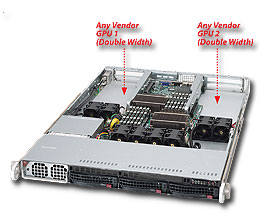 Any Vendor
GPU 1
(Double Width)
Any Vendor
GPU 2
(Double Width)